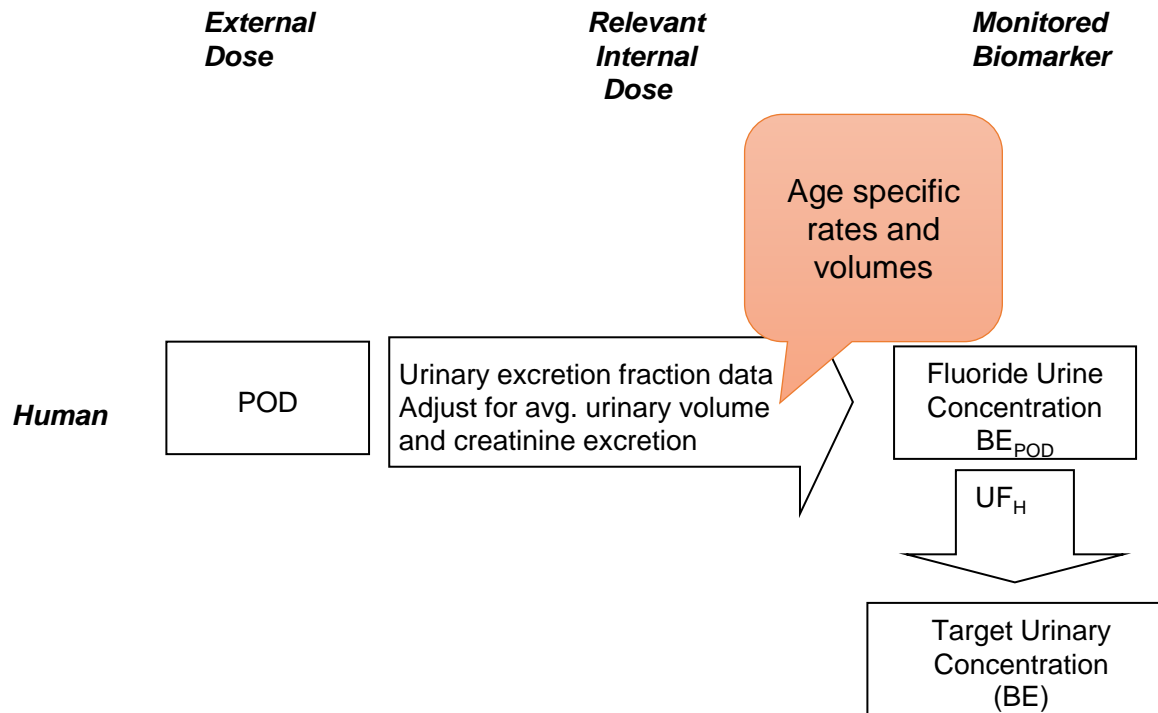 External
Dose
Relevant
Internal
Dose
Monitored
Biomarker
Age specific
rates and
volumes
Human
POD
Urinary excretion fraction data
Adjust for avg. urinary volume
and creatinine excretion
Fluoride Urine
Concentration
BEPOD
UFH
Target Urinary
Concentration
(BE)